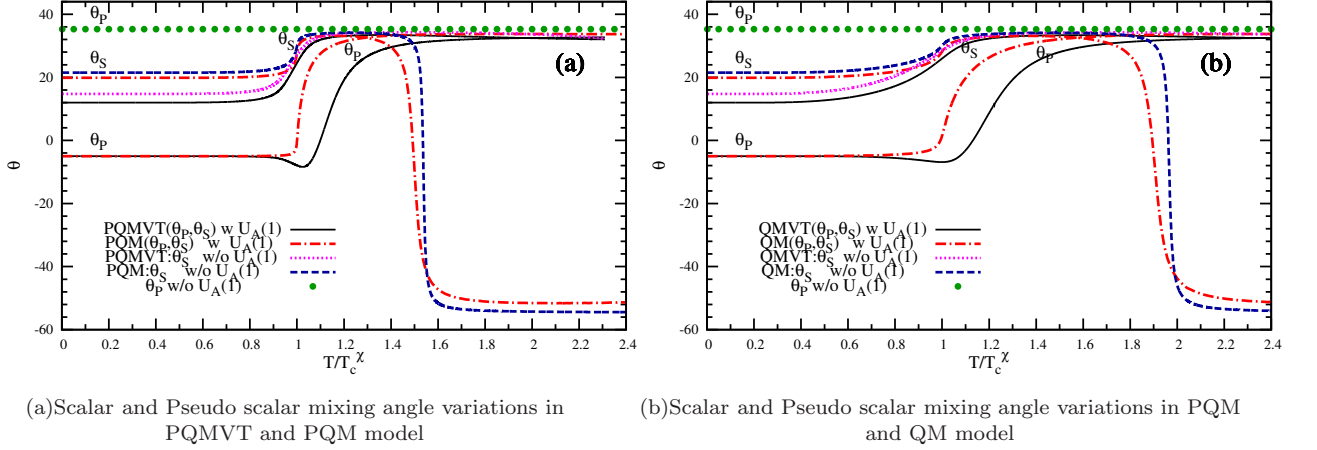 40
20
0
-20
-40
-60
θ
θP
θS
θP
θS
θP
(a)
PQMVT(θP,θS) w UA(1)
PQM(θP,θS) w UA(1)
PQMVT:θS w/o UA(1)
PQM:θS w/o UA(1)
θP w/o UA(1)
0 0.2 0.4 0.6 0.8 1 1.2 1.4 1.6 1.8 2 2.2 2.4
T/Tcχ
40
20
0
-20
-40
-60
θ
θP
θS
θP
θS
θP
(b)
QMVT(θP,θS) w UA(1)
QM(θP,θS) w UA(1)
QMVT:θS w/o UA(1)
QM:θS w/o UA(1)
θP w/o UA(1)
0 0.2 0.4 0.6 0.8 1 1.2 1.4 1.6 1.8 2 2.2 2.4
T/Tcχ
(a)Scalar and Pseudo scalar mixing angle variations in
PQMVT and PQM model
(b)Scalar and Pseudo scalar mixing angle variations in PQM
and QM model